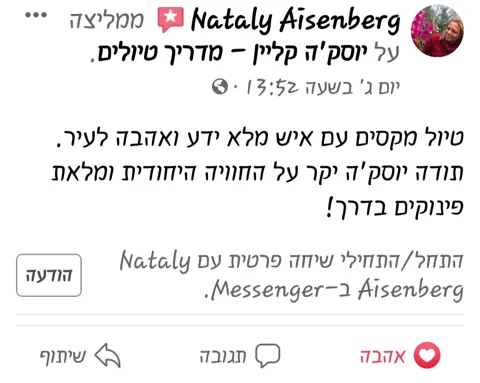 Nataly Aisenberg ממליצה
על יוסק'ה קליין – מדריך טיולים.
יום ג' בשעה 13:52 ·
טיול מקסים עם איש מלא ידע ואהבה לעיר.
תודה יוסק'ה יקר על החוויה היחודית ומלאת
פינוקים בדרך!
התחל/התחילי שיחה פרטית עם Nataly
Aisenberg ב-Messenger.
הודעה
אהבה
תגובה
שיתוף